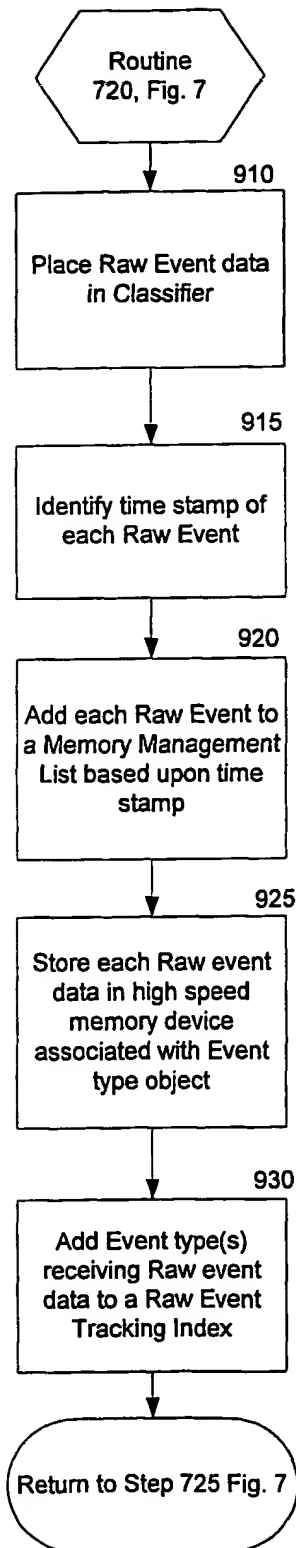 Routine
720, Fig. 7
910
Place Raw Event data
in Classifier
915
Identify time stamp of
each Raw Event
920
Add each Raw Event to
a Memory Management
List based upon time
stamp
925
Store each Raw event
data in high speed
memory device
associated with Event
type object
930
Add Event type(s)
receiving Raw event
data to a Raw Event
Tracking Index
Return to Step 725 Fig. 7